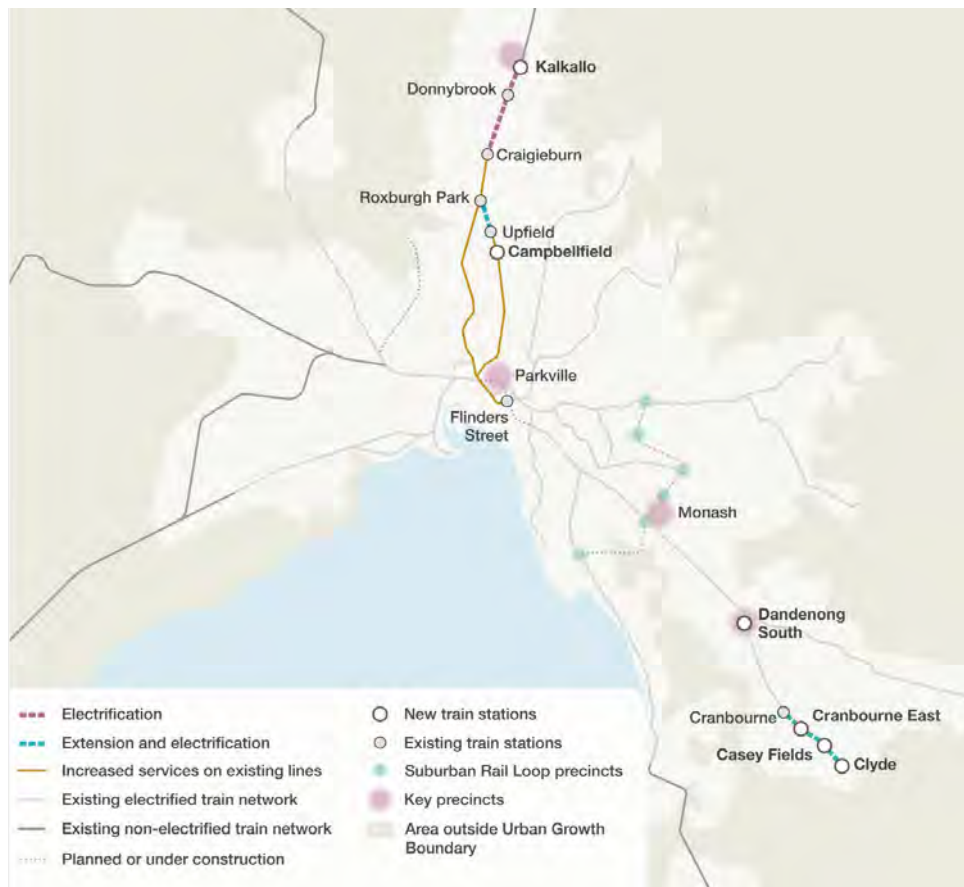 Kalkallo
Donnybrook
Craigieburn
Roxburgh Park
Upfield
Campbellfield
Parkville
Flinders
Street
Monash
Dandenong
South
Cranbourne
Cranbourne East
Casey Fields
Clyde
Electrification
Extension and electrification
Increased services on existing lines
Existing electrified train network
Existing non-electrified train network
Planned or under construction
New train stations
Existing train stations
Suburban Rail Loop precincts
Key precincts
Area outside Urban Growth
Boundary